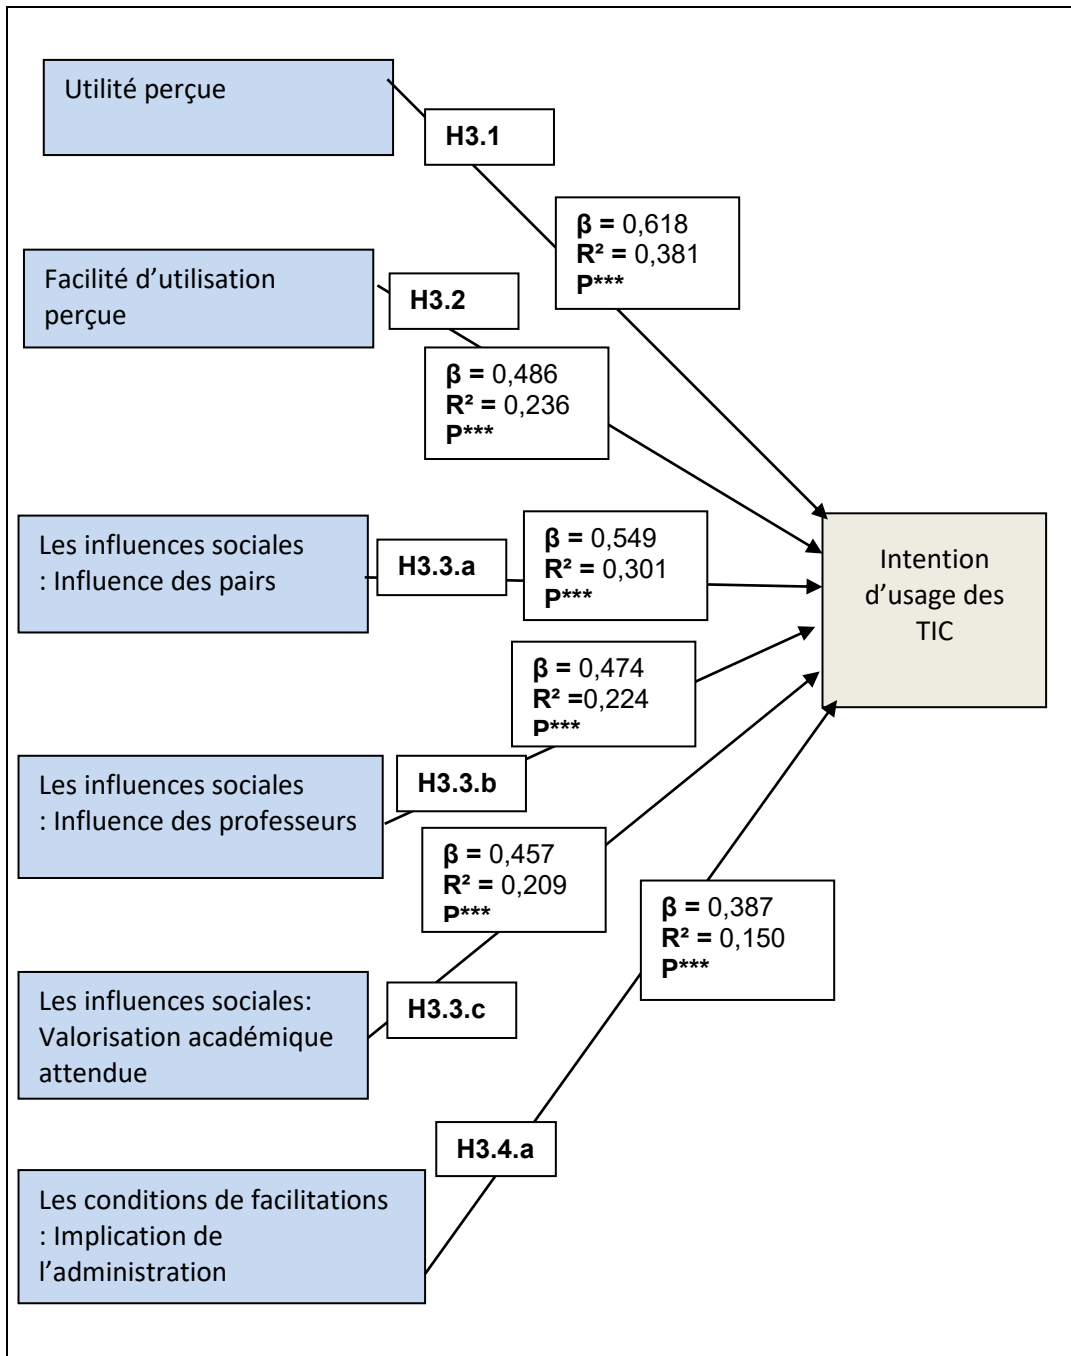 Utilité perçue
H3.1
β = 0,618
R² = 0,381
P***
Facilité d’utilisation
perçue
H3.2
β = 0,486
R² = 0,236
P***
Les influences sociales
: Influence des pairs
H3.3.a
β = 0,549
R² = 0,301
P***
Intention
d’usage des
TIC
β = 0,474
R² =0,224
P***
Les influences sociales
: Influence des professeurs
H3.3.b
β = 0,457
R² = 0,209
P***
β = 0,387
R² = 0,150
P***
Les influences sociales:
Valorisation académique
attendue
H3.3.c
H3.4.a
Les conditions de facilitations
: Implication de
l’administration